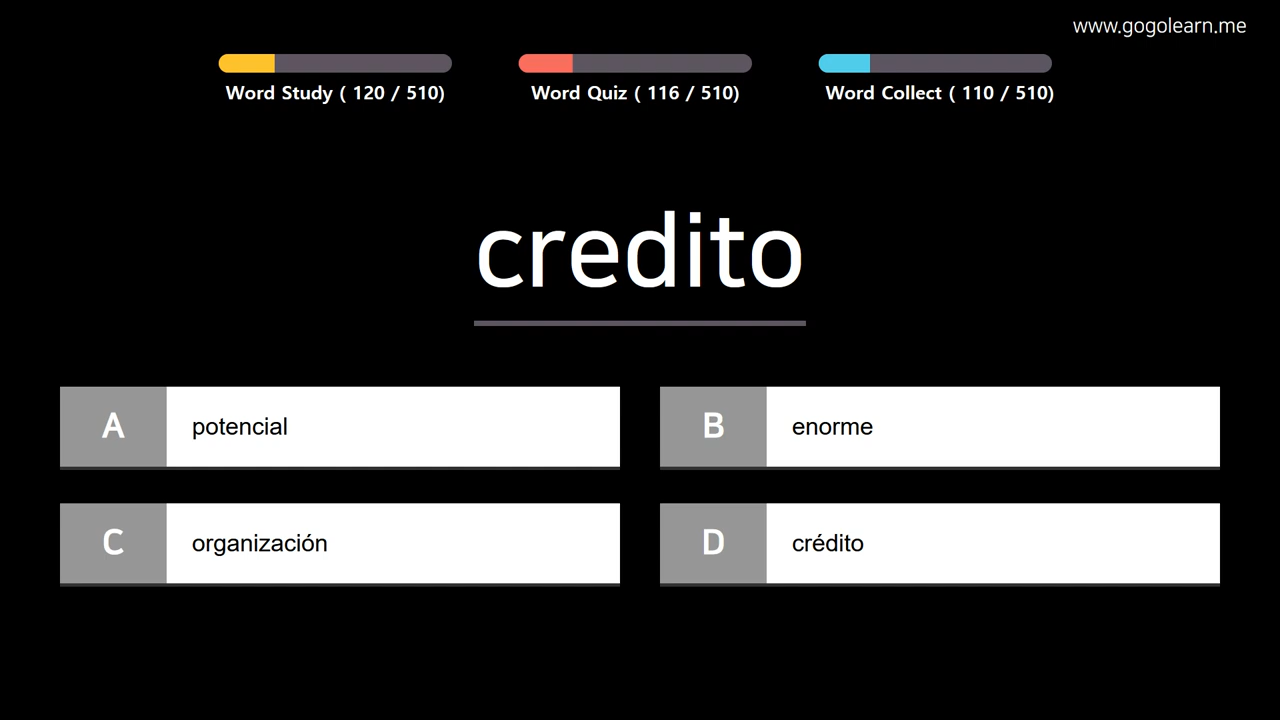 www.gogolearn.me
Word Study ( 120 / 510)
Word Quiz ( 116 / 510)
Word Collect ( 110 / 510)
credito
A potencial
B enorme
C organización
D crédito